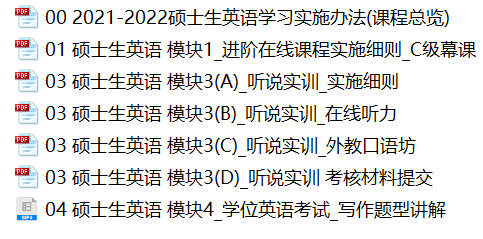 00 2021-2022硕士生英语学习实施办法(课程总览)
01 硕士生英语 模块1_进阶在线课程实施细则_C级幕课
03 硕士生英语 模块3(A)_听说实训_实施细则
03 硕士生英语 模块3(B)_听说实训_在线听力
03 硕士生英语 模块3(C)_听说实训_外教口语坊
03 硕士生英语 模块3(D)_听说实训 考核材料提交
04 硕士生英语 模块4_学位英语考试_写作题型讲解